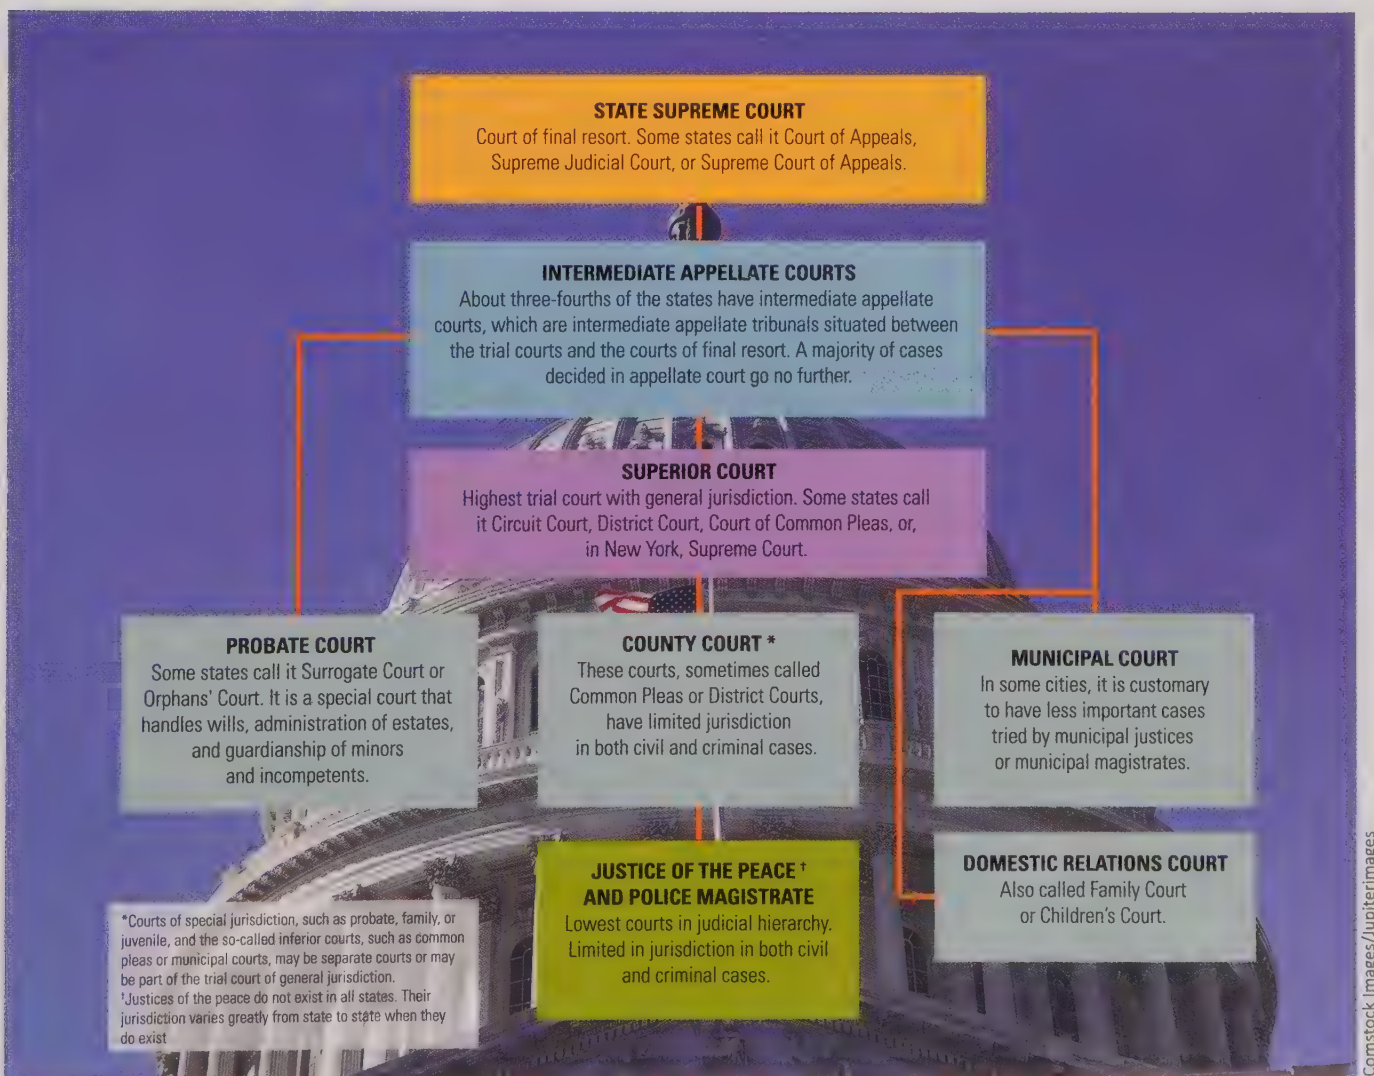 STATE SUPREME COURT
Court of final resort. Some states call it Court of Appeals,
Supreme Judicial Court, or Supreme Court of Appeals.
INTERMEDIATE APPELLATE COURTS
About three-fourths of the states have intermediate appellate
courts, which are intermediate appellate tribunals situated between
the trial courts and the courts of final resort. A majority of cases
decided in appellate court go no further.
SUPERIOR COURT
Highest trial court with general jurisdiction. Some states call
it Circuit Court, District Court, Court of Common Pleas, or,
in New York, Supreme Court.
PROBATE COURT
Some states call it Surrogate Court or
Orphans' Court. It is a special court that
handles wills, administration of estates,
and guardianship of minors
and incompetents.
COUNTY COURT *
These courts, sometimes called
Common Pleas or District Courts,
have limited jurisdiction
in both civil and criminal cases.
MUNICIPAL COURT
In some cities, it is customary
to have less important cases
tried by municipal justices
or municipal magistrates.
JUSTICE OF THE PEACE †
AND POLICE MAGISTRATE
Lowest courts in judicial hierarchy.
Limited in jurisdiction in both civil
and criminal cases.
DOMESTIC RELATIONS COURT
Also called Family Court
or Children's Court.
*Courts of special jurisdiction, such as probate, family, or
juvenile, and the so-called inferior courts, such as common
pleas or municipal courts, may be separate courts or may
be part of the trial court of general jurisdiction.
†Justices of the peace do not exist in all states. Their
jurisdiction varies greatly from state to state when they
do exist
Comstock Images/Jupiterimages